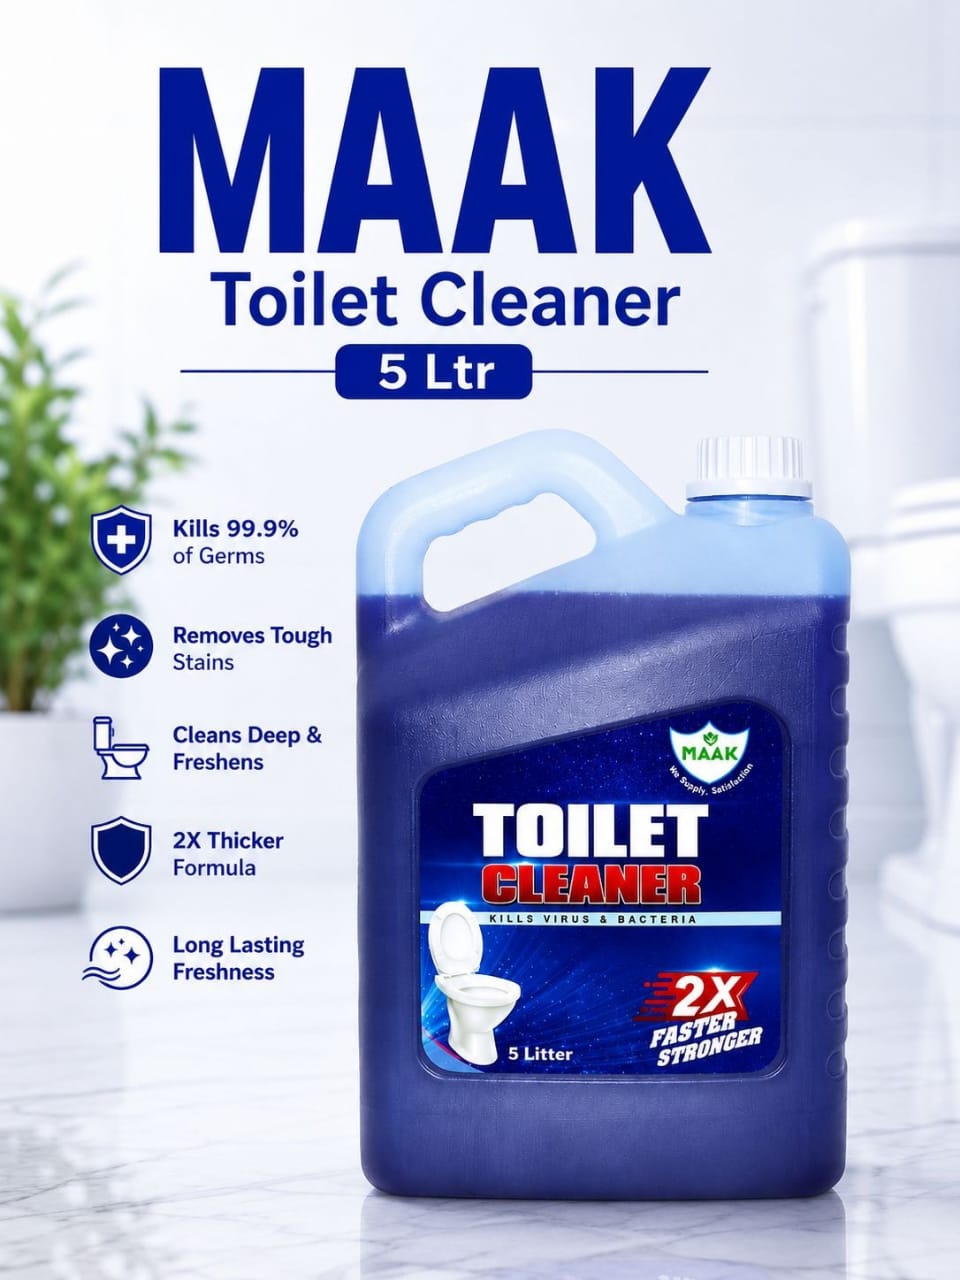 MAAK
Toilet Cleaner
5 Ltr
Kills 99.9%
of Germs
Removes Tough
Stains
Cleans Deep &
Freshens
2X Thicker
Formula
Long Lasting
Freshness
MAAK
We Supply, Satisfaction
TOILET
CLEANER
KILLS VIRUS & BACTERIA
2X
FASTER
STRONGER
5 Litter